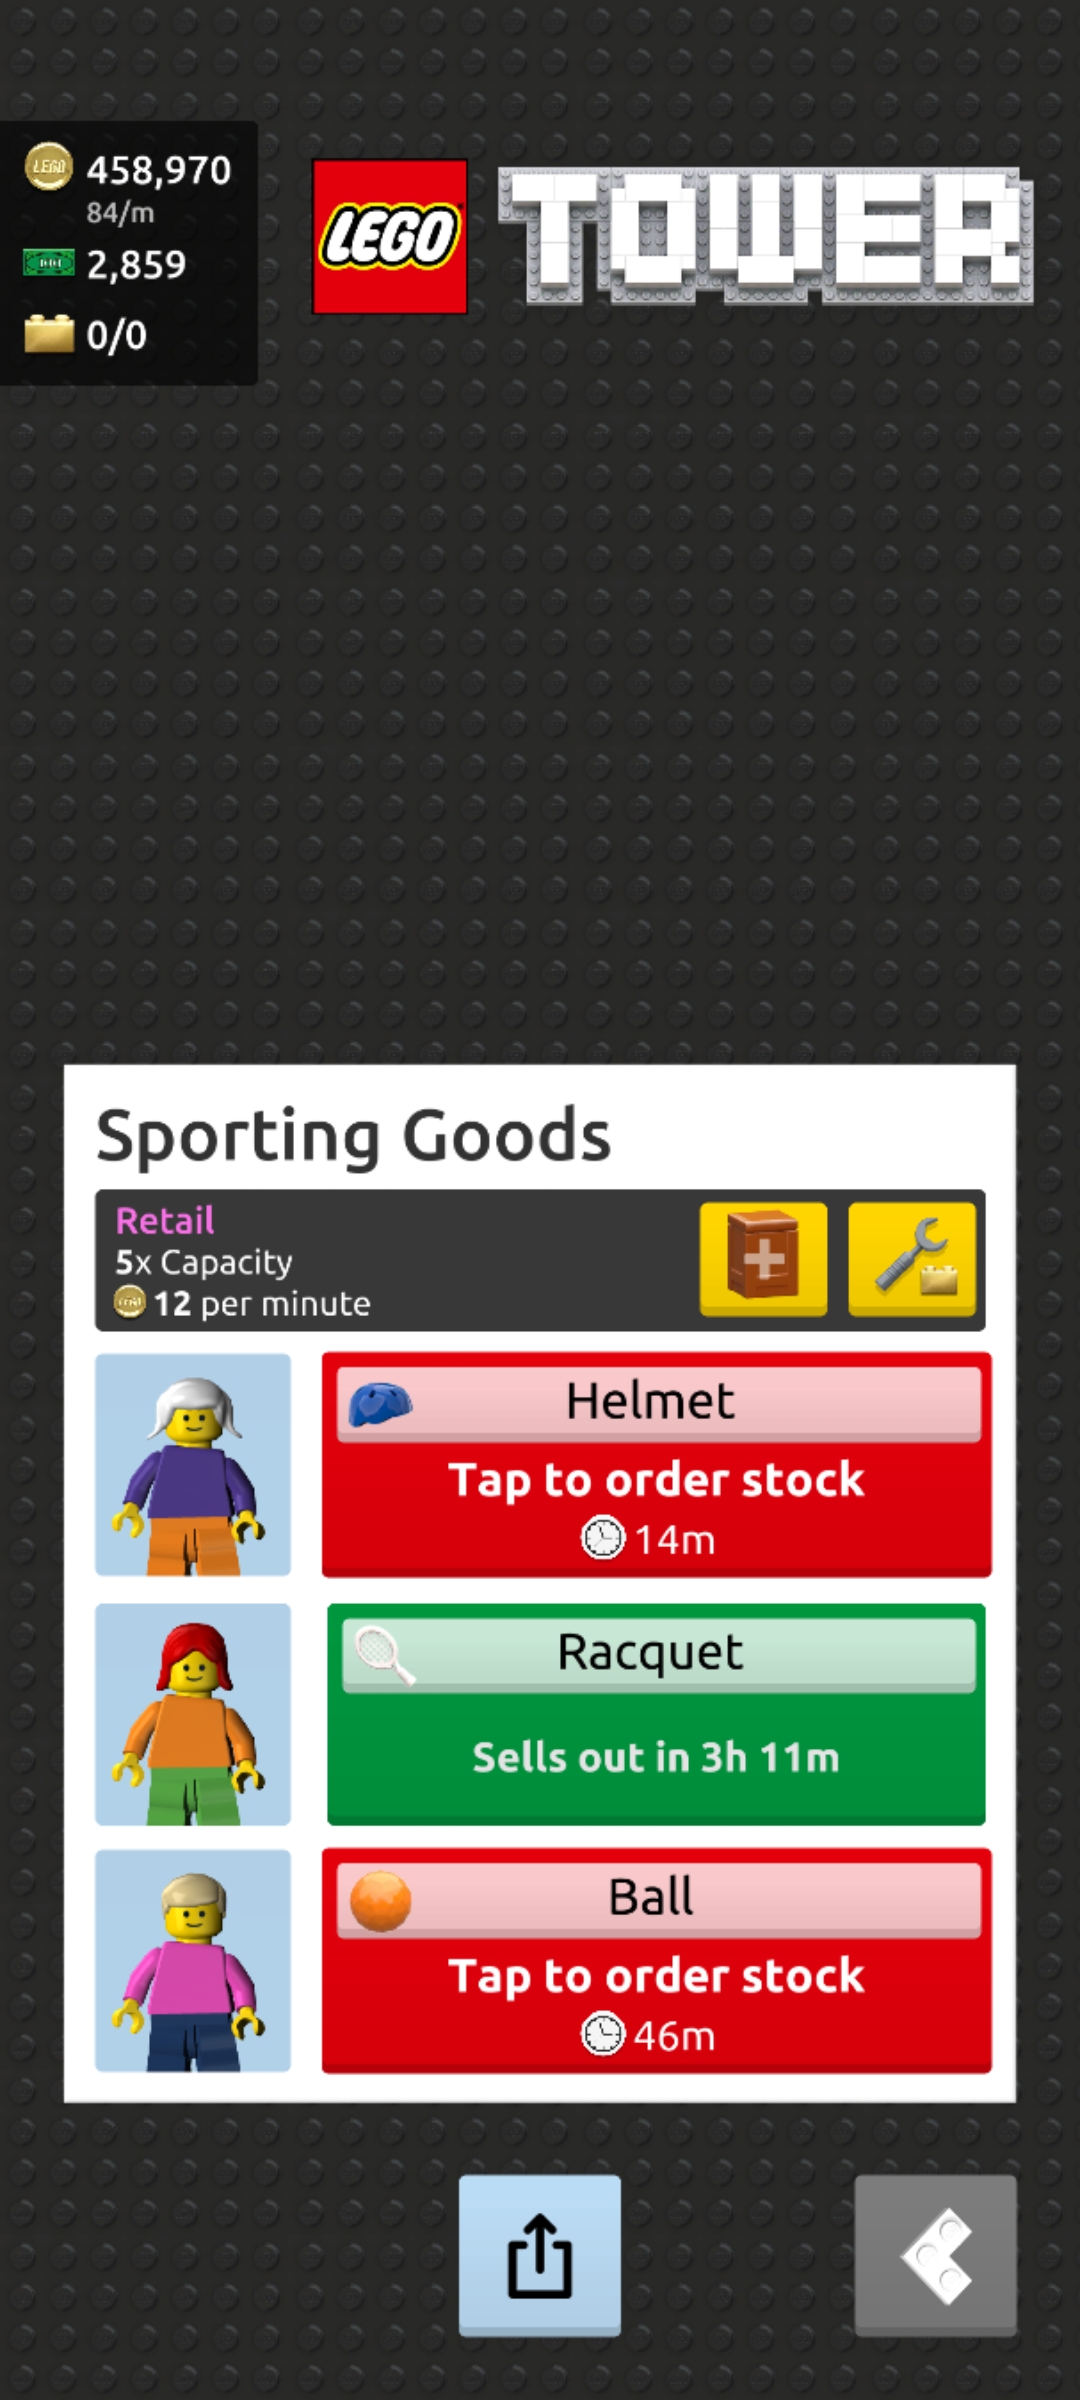 458,970
84/m
2,859
0/0
LEGO
TOWER
Sporting Goods
Retail
5x Capacity
12 per minute
Helmet
Tap to order stock
14m
Racquet
Sells out in 3h 11m
Ball
Tap to order stock
46m